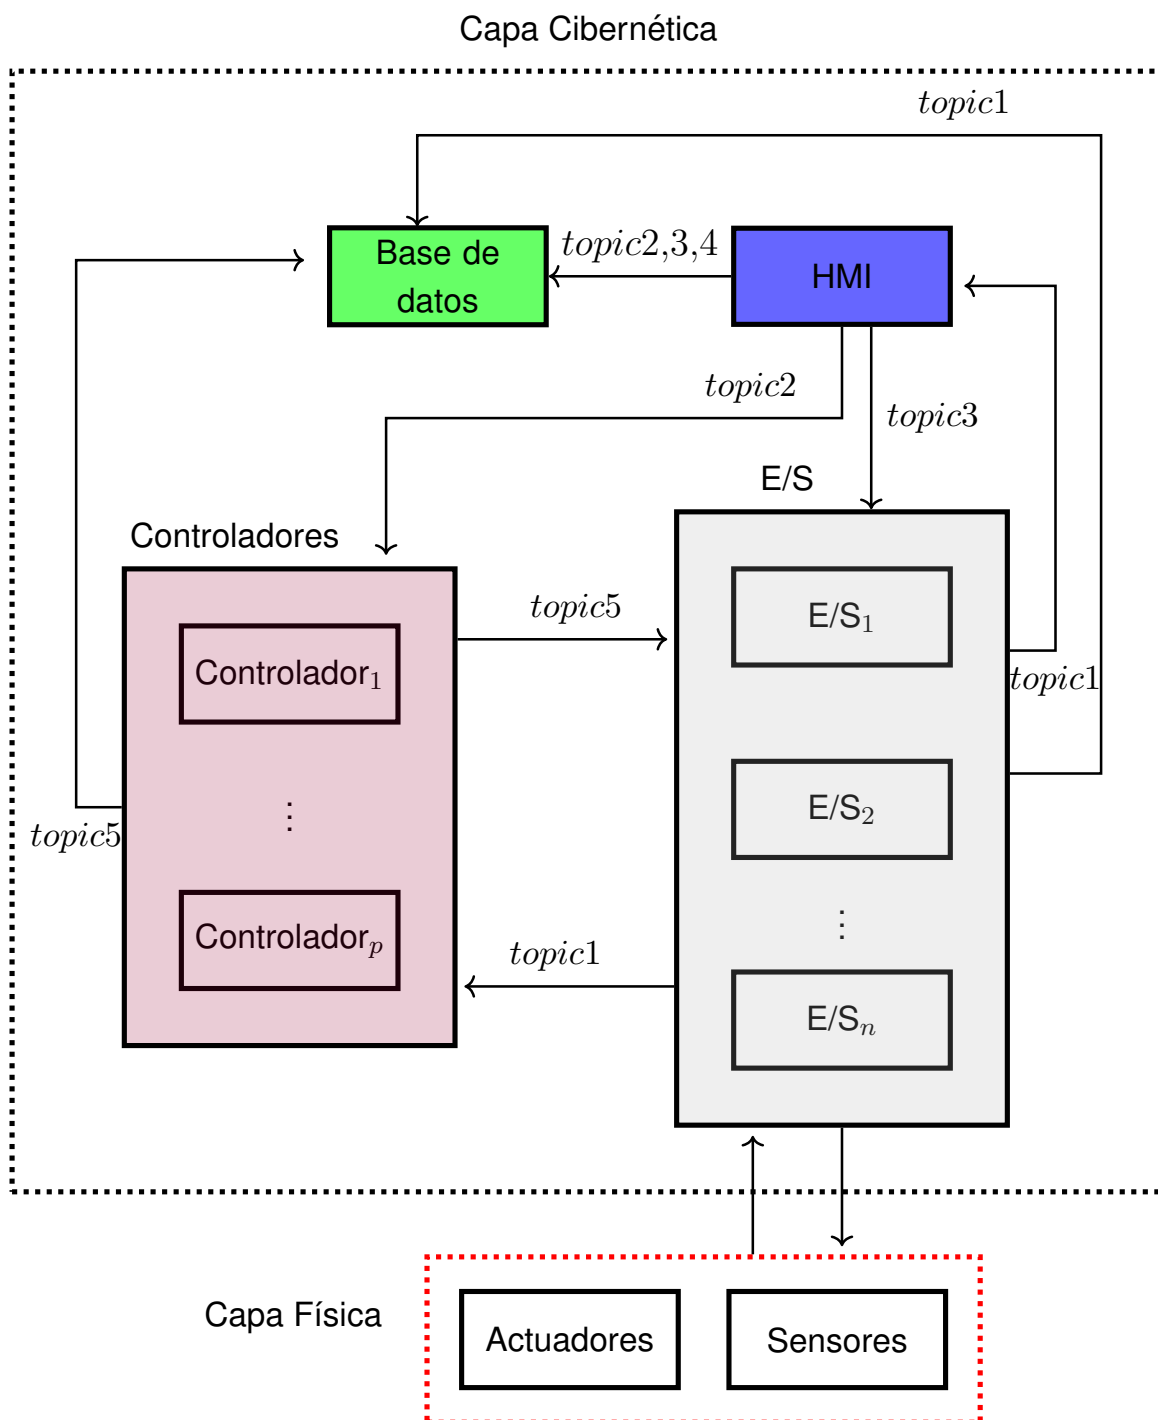 Capa Cibernética
topic1
Base de
datos
topic2,3,4
HMI
topic2
topic3
E/S
Controladores
topic5
E/S₁
Controlador₁
topic1
⋮
E/S₂
topic5
Controladorₚ
⋮
topic1
E/Sₙ
Capa Física
Actuadores
Sensores